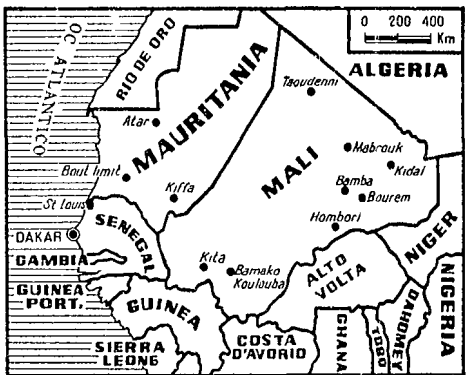 OC. ATLANTICO
RIO DE ORO
0 200 400
Km
ALGERIA
Taoudenni
MAURITANIA
Atar
MALI
Mabrouk
Kidal
Bout limit
Kiffa
Bamba
Bourem
St louis
Hombori
SENEGAL
DAKAR
NIGER
GAMBIA
Kita
Bamako
Koulouba
ALTO
VOLTA
GUINEA
PORT.
GUINEA
SIERRA
LEONE
COSTA
D'AVORIO
GHANA
TOGO
DAHOMEY
NIGERIA